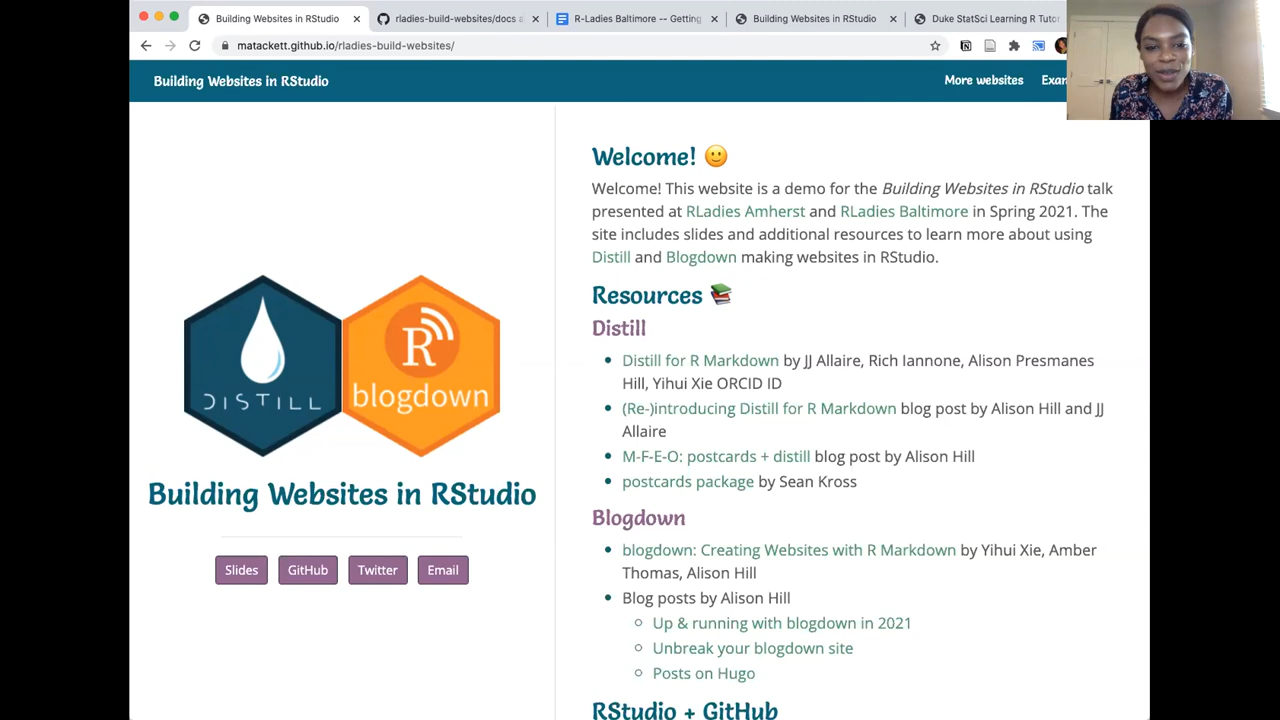 Building Websites in RStudio
rladies-build-websites/docs a
R-Ladies Baltimore -- Getting
Building Websites in RStudio
Duke StatSci Learning R Tutor
matackett.github.io/rladies-build-websites/
Building Websites in RStudio
More websites
Exam
DISTILL
R
blogdown
Building Websites in RStudio
Slides
GitHub
Twitter
Email
Welcome! 🙂
Welcome! This website is a demo for the Building Websites in RStudio talk
presented at RLadies Amherst and RLadies Baltimore in Spring 2021. The
site includes slides and additional resources to learn more about using
Distill and Blogdown making websites in RStudio.
Resources 📚
Distill
• Distill for R Markdown by JJ Allaire, Rich Iannone, Alison Presmanes
Hill, Yihui Xie ORCID ID
• (Re-)introducing Distill for R Markdown blog post by Alison Hill and JJ
Allaire
• M-F-E-O: postcards + distill blog post by Alison Hill
• postcards package by Sean Kross
Blogdown
• blogdown: Creating Websites with R Markdown by Yihui Xie, Amber
Thomas, Alison Hill
• Blog posts by Alison Hill
○ Up & running with blogdown in 2021
○ Unbreak your blogdown site
○ Posts on Hugo
RStudio + GitHub